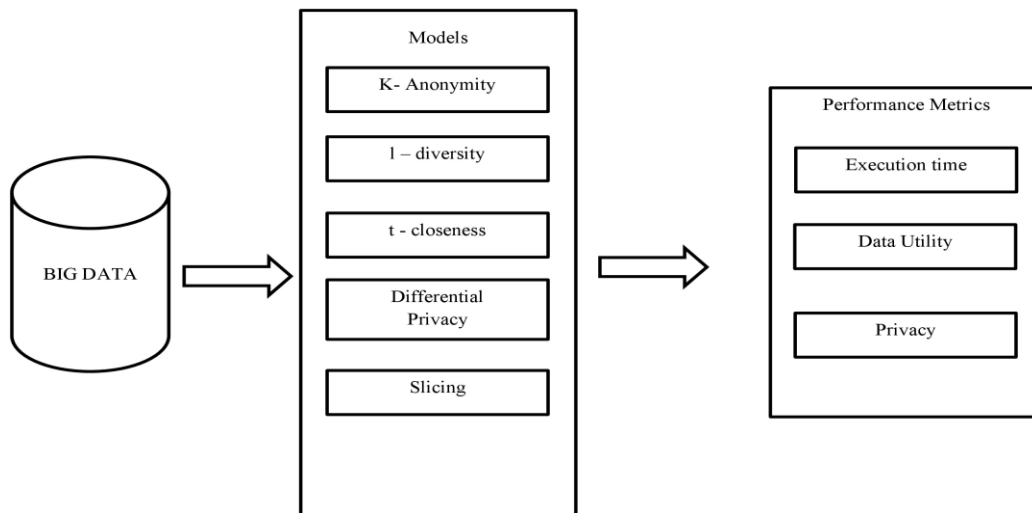 BIG DATA
Models
K- Anonymity
l – diversity
t - closeness
Differential
Privacy
Slicing
Performance Metrics
Execution time
Data Utility
Privacy